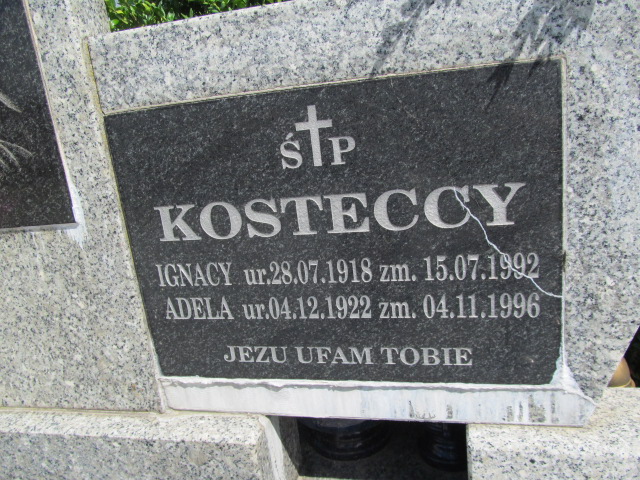 Ś P
KOSTECCY
IGNACY ur.28.07.1918 zm. 15.07.1992
ADELA ur.04.12.1922 zm. 04.11.1996
JEZU UFAM TOBIE